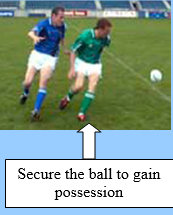 Secure the ball to gain
possession